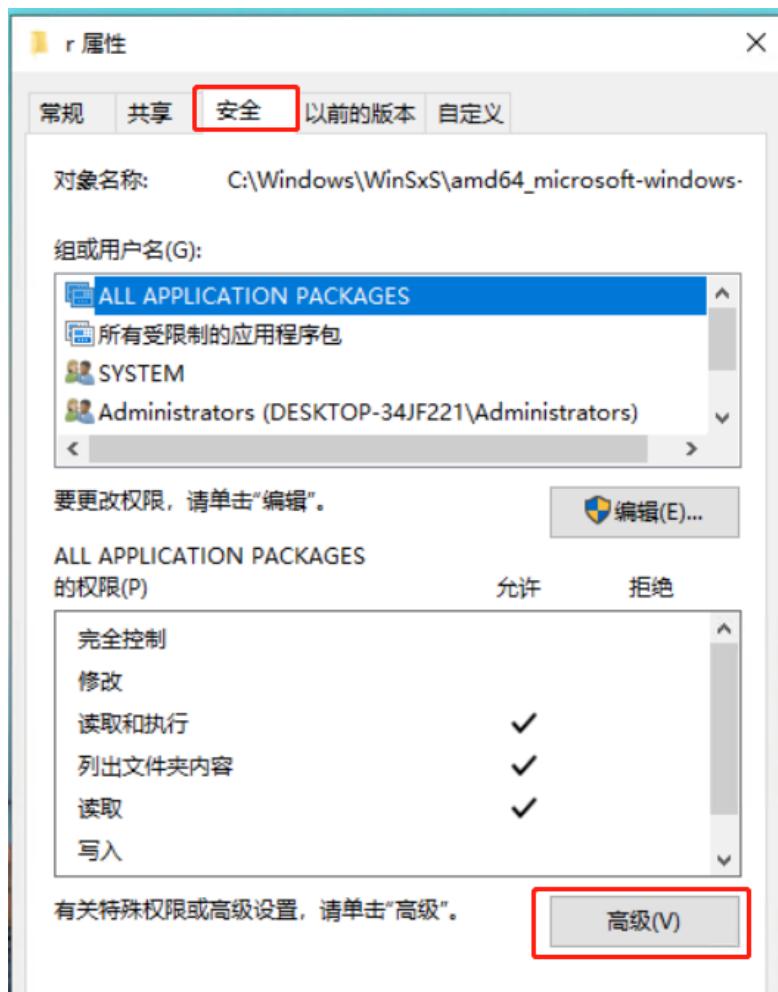 r 属性
常规 共享 安全 以前的版本 自定义
对象名称: C:\Windows\WinSxS\amd64_microsoft-windows-
组或用户名(G):
ALL APPLICATION PACKAGES
所有受限制的应用程序包
SYSTEM
Administrators (DESKTOP-34JF221\Administrators)
要更改权限，请单击“编辑”。
编辑(E)...
ALL APPLICATION PACKAGES
的权限(P) 允许 拒绝
完全控制
修改
读取和执行
列出文件夹内容
读取
写入
有关特殊权限或高级设置，请单击“高级”。
高级(V)